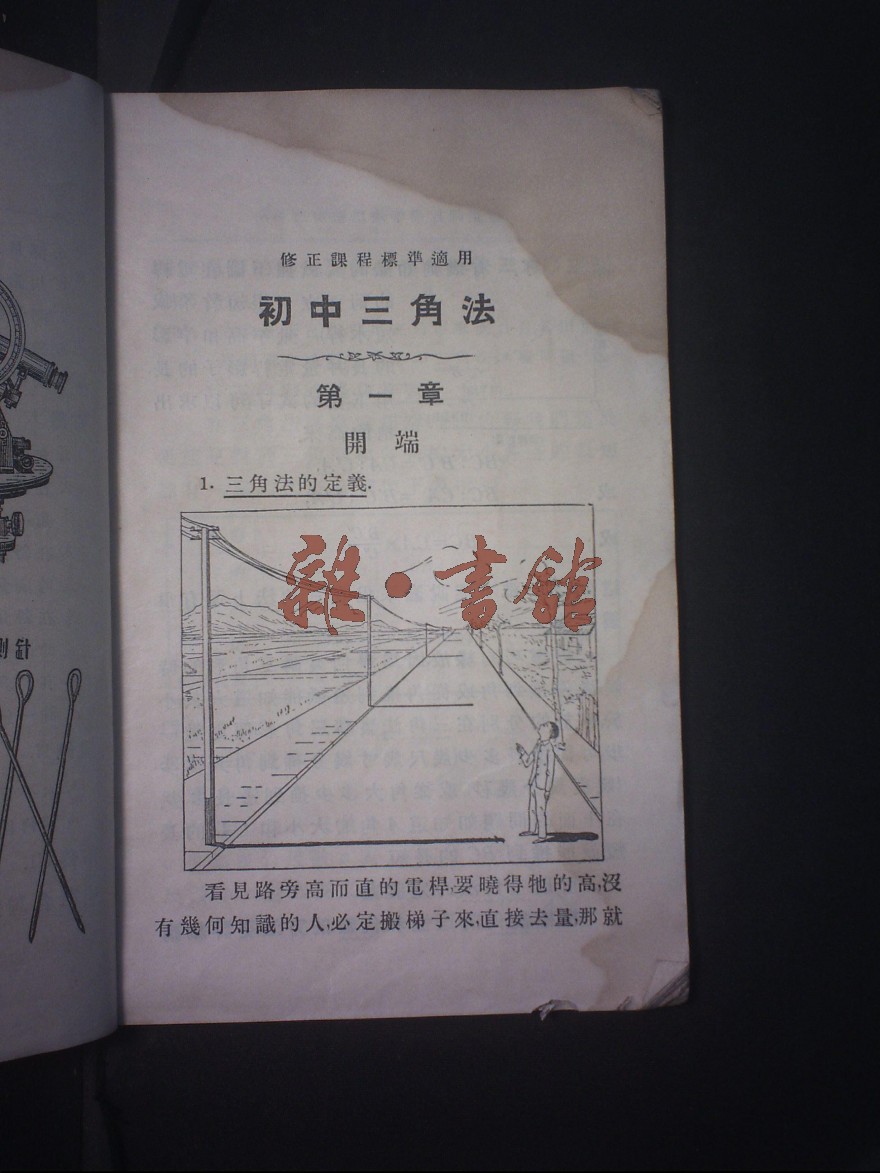 修正課程標準適用
初中三角法
第一章
開端
1. 三角法的定義.
雜·書館
看見路旁高而直的電桿,要曉得牠的高,沒
有幾何知識的人,必定搬梯子來,直接去量,那就
測針